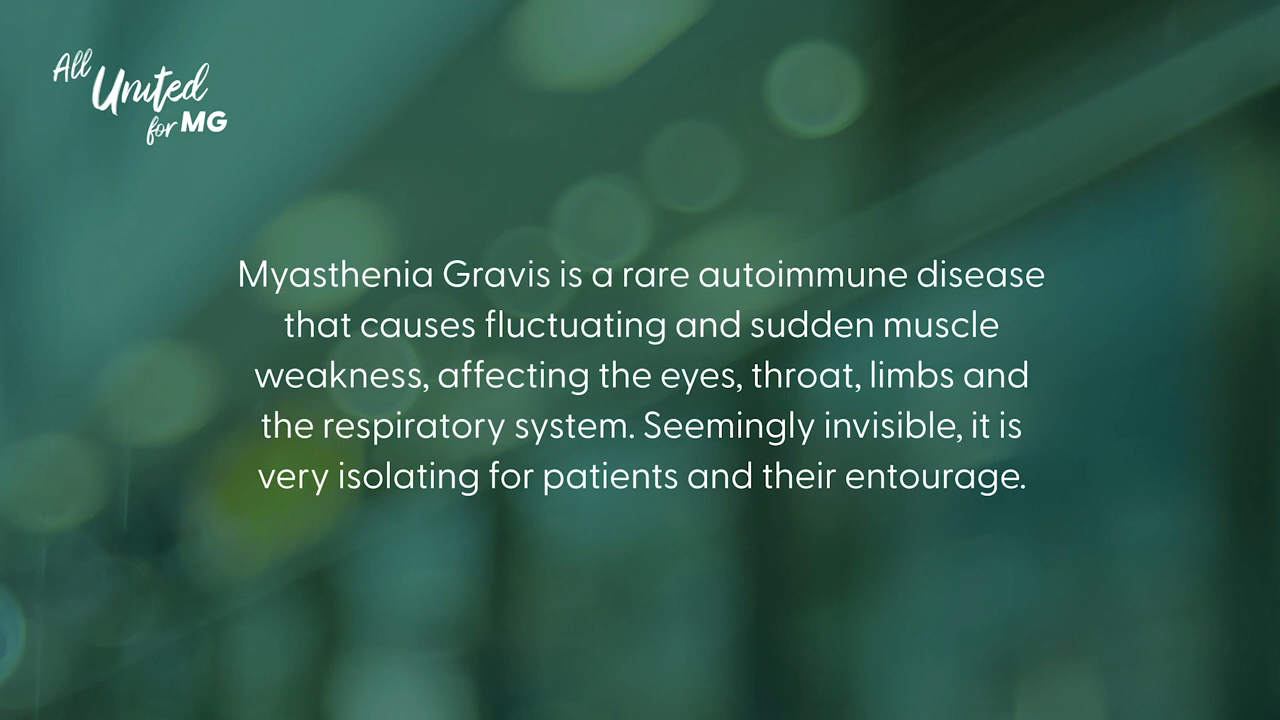 All
United
for MG
Myasthenia Gravis is a rare autoimmune disease
that causes fluctuating and sudden muscle
weakness, affecting the eyes, throat, limbs and
the respiratory system. Seemingly invisible, it is
very isolating for patients and their entourage.